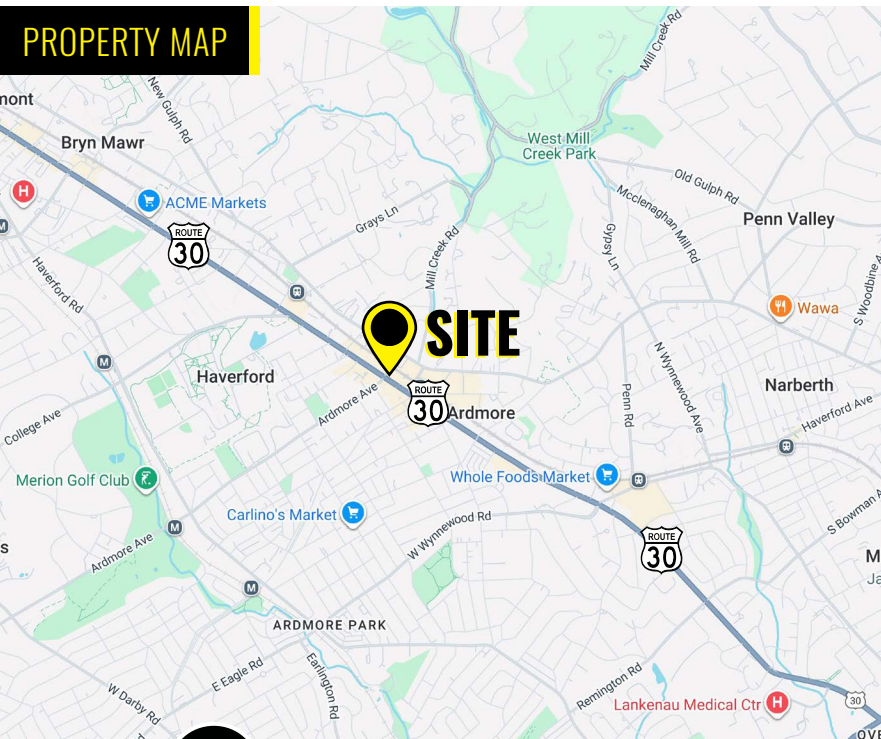 PROPERTY MAP
Mill Creek Rd
New Gulph Rd
mont
Bryn Mawr
West Mill
Creek Park
H
ACME Markets
Old Gulph Rd
Mcclenaghan Mill Rd
Penn Valley
M
Grays Ln
ROUTE
30
Mill Creek Rd
Gypsy Ln
S Woodbine A
Haverford Rd
Wawa
SITE
M
Haverford
Ardmore Ave
ROUTE
30
Ardmore
Penn Rd
N Wynnewood Ave
Narberth
Haverford Ave
College Ave
Merion Golf Club
Whole Foods Market
Carlino's Market
W Wynnewood Rd
S Bowman A
M
Ardmore Ave
s
ROUTE
30
M
Ja
M
ARDMORE PARK
E Eagle Rd
Earlington Rd
W Darby Rd
Remington Rd
Lankenau Medical Ctr
H
30
OVE